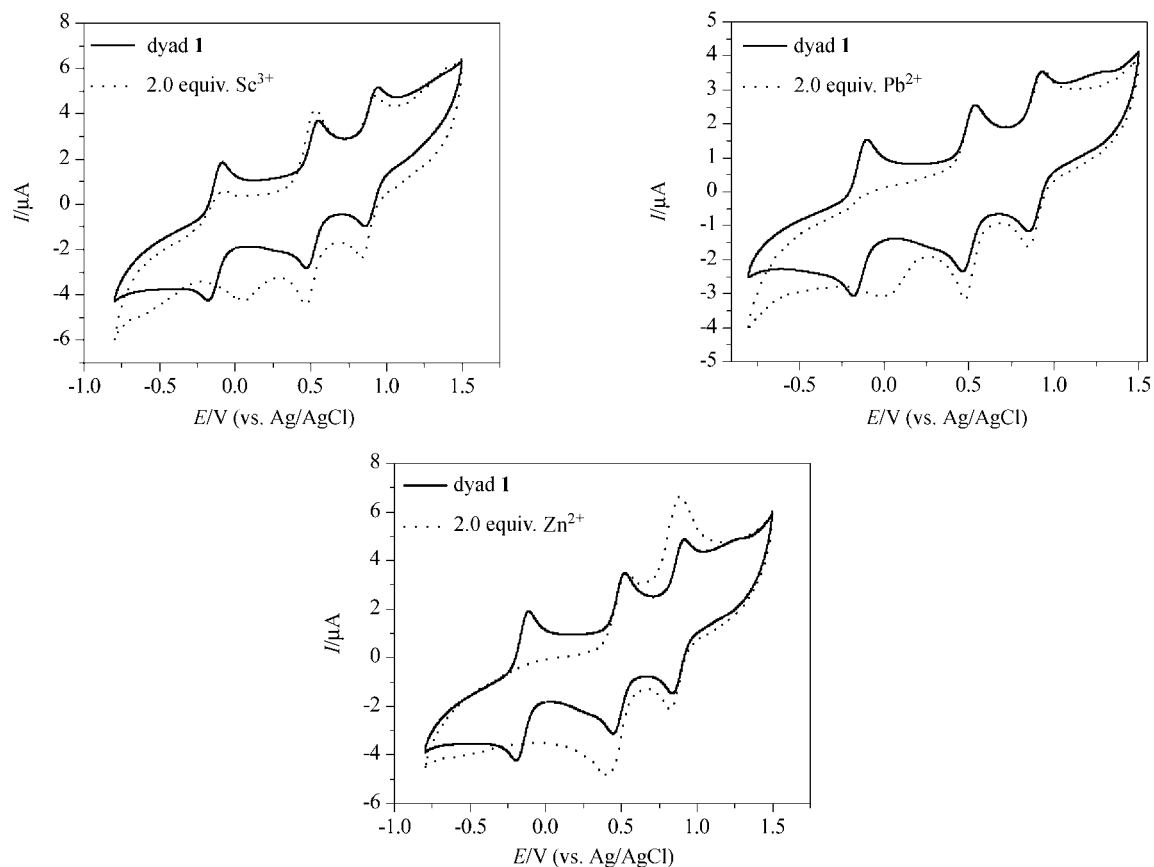 8
6
4
2
0
-2
-4
-6
dyad 1
2.0 equiv. Sc³⁺
I/µA
-1.0 -0.5 0.0 0.5 1.0 1.5
E/V (vs. Ag/AgCl)
5
4
3
2
1
0
-1
-2
-3
-4
-5
dyad 1
2.0 equiv. Pb²⁺
I/µA
-0.5 0.0 0.5 1.0 1.5
E/V (vs. Ag/AgCl)
8
6
4
2
0
-2
-4
-6
dyad 1
2.0 equiv. Zn²⁺
I/µA
-1.0 -0.5 0.0 0.5 1.0 1.5
E/V (vs. Ag/AgCl)